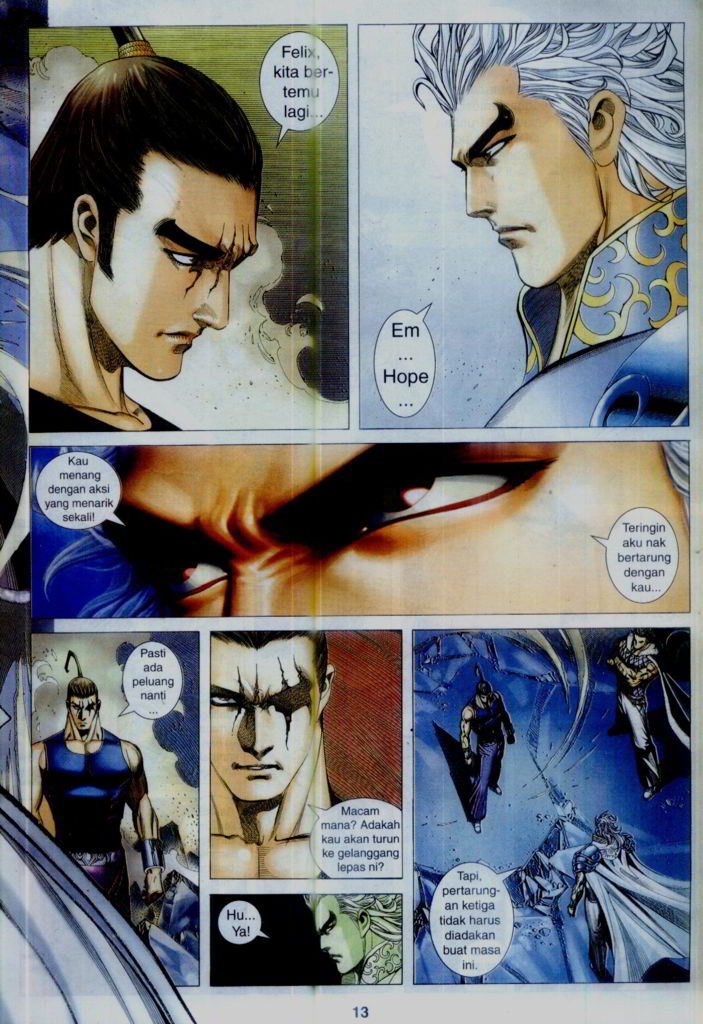 Felix,
kita ber-
temu
lagi...
Em
...
Hope
...
Kau
menang
dengan aksi
yang menarik
sekali!
Teringin
aku nak
bertarung
dengan
kau...
Pasti
ada
peluang
nanti
...
Macam
mana? Adakah
kau akan turun
ke gelanggang
lepas ni?
Hu...
Ya!
Tapi,
pertarung-
an ketiga
tidak harus
diadakan
buat masa
ini.
13